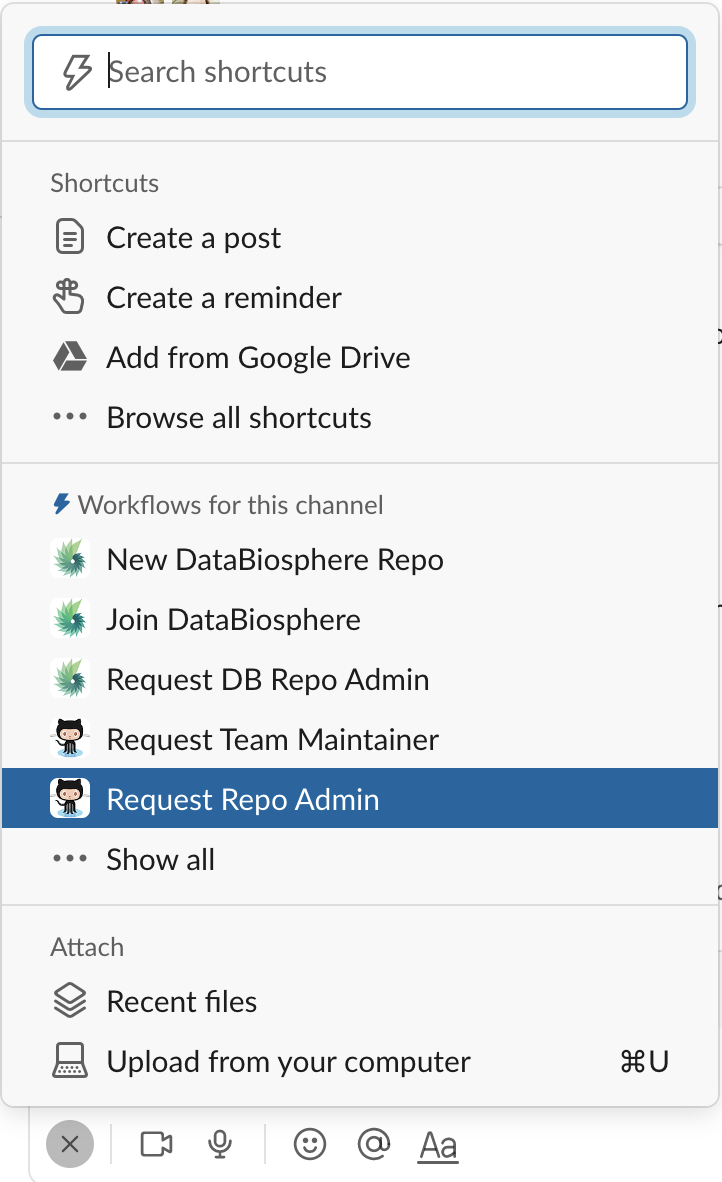 Search shortcuts
Shortcuts
Create a post
Create a reminder
Add from Google Drive
Browse all shortcuts
Workflows for this channel
New DataBiosphere Repo
Join DataBiosphere
Request DB Repo Admin
Request Team Maintainer
Request Repo Admin
Show all
Attach
Recent files
Upload from your computer ⌘U
Aa